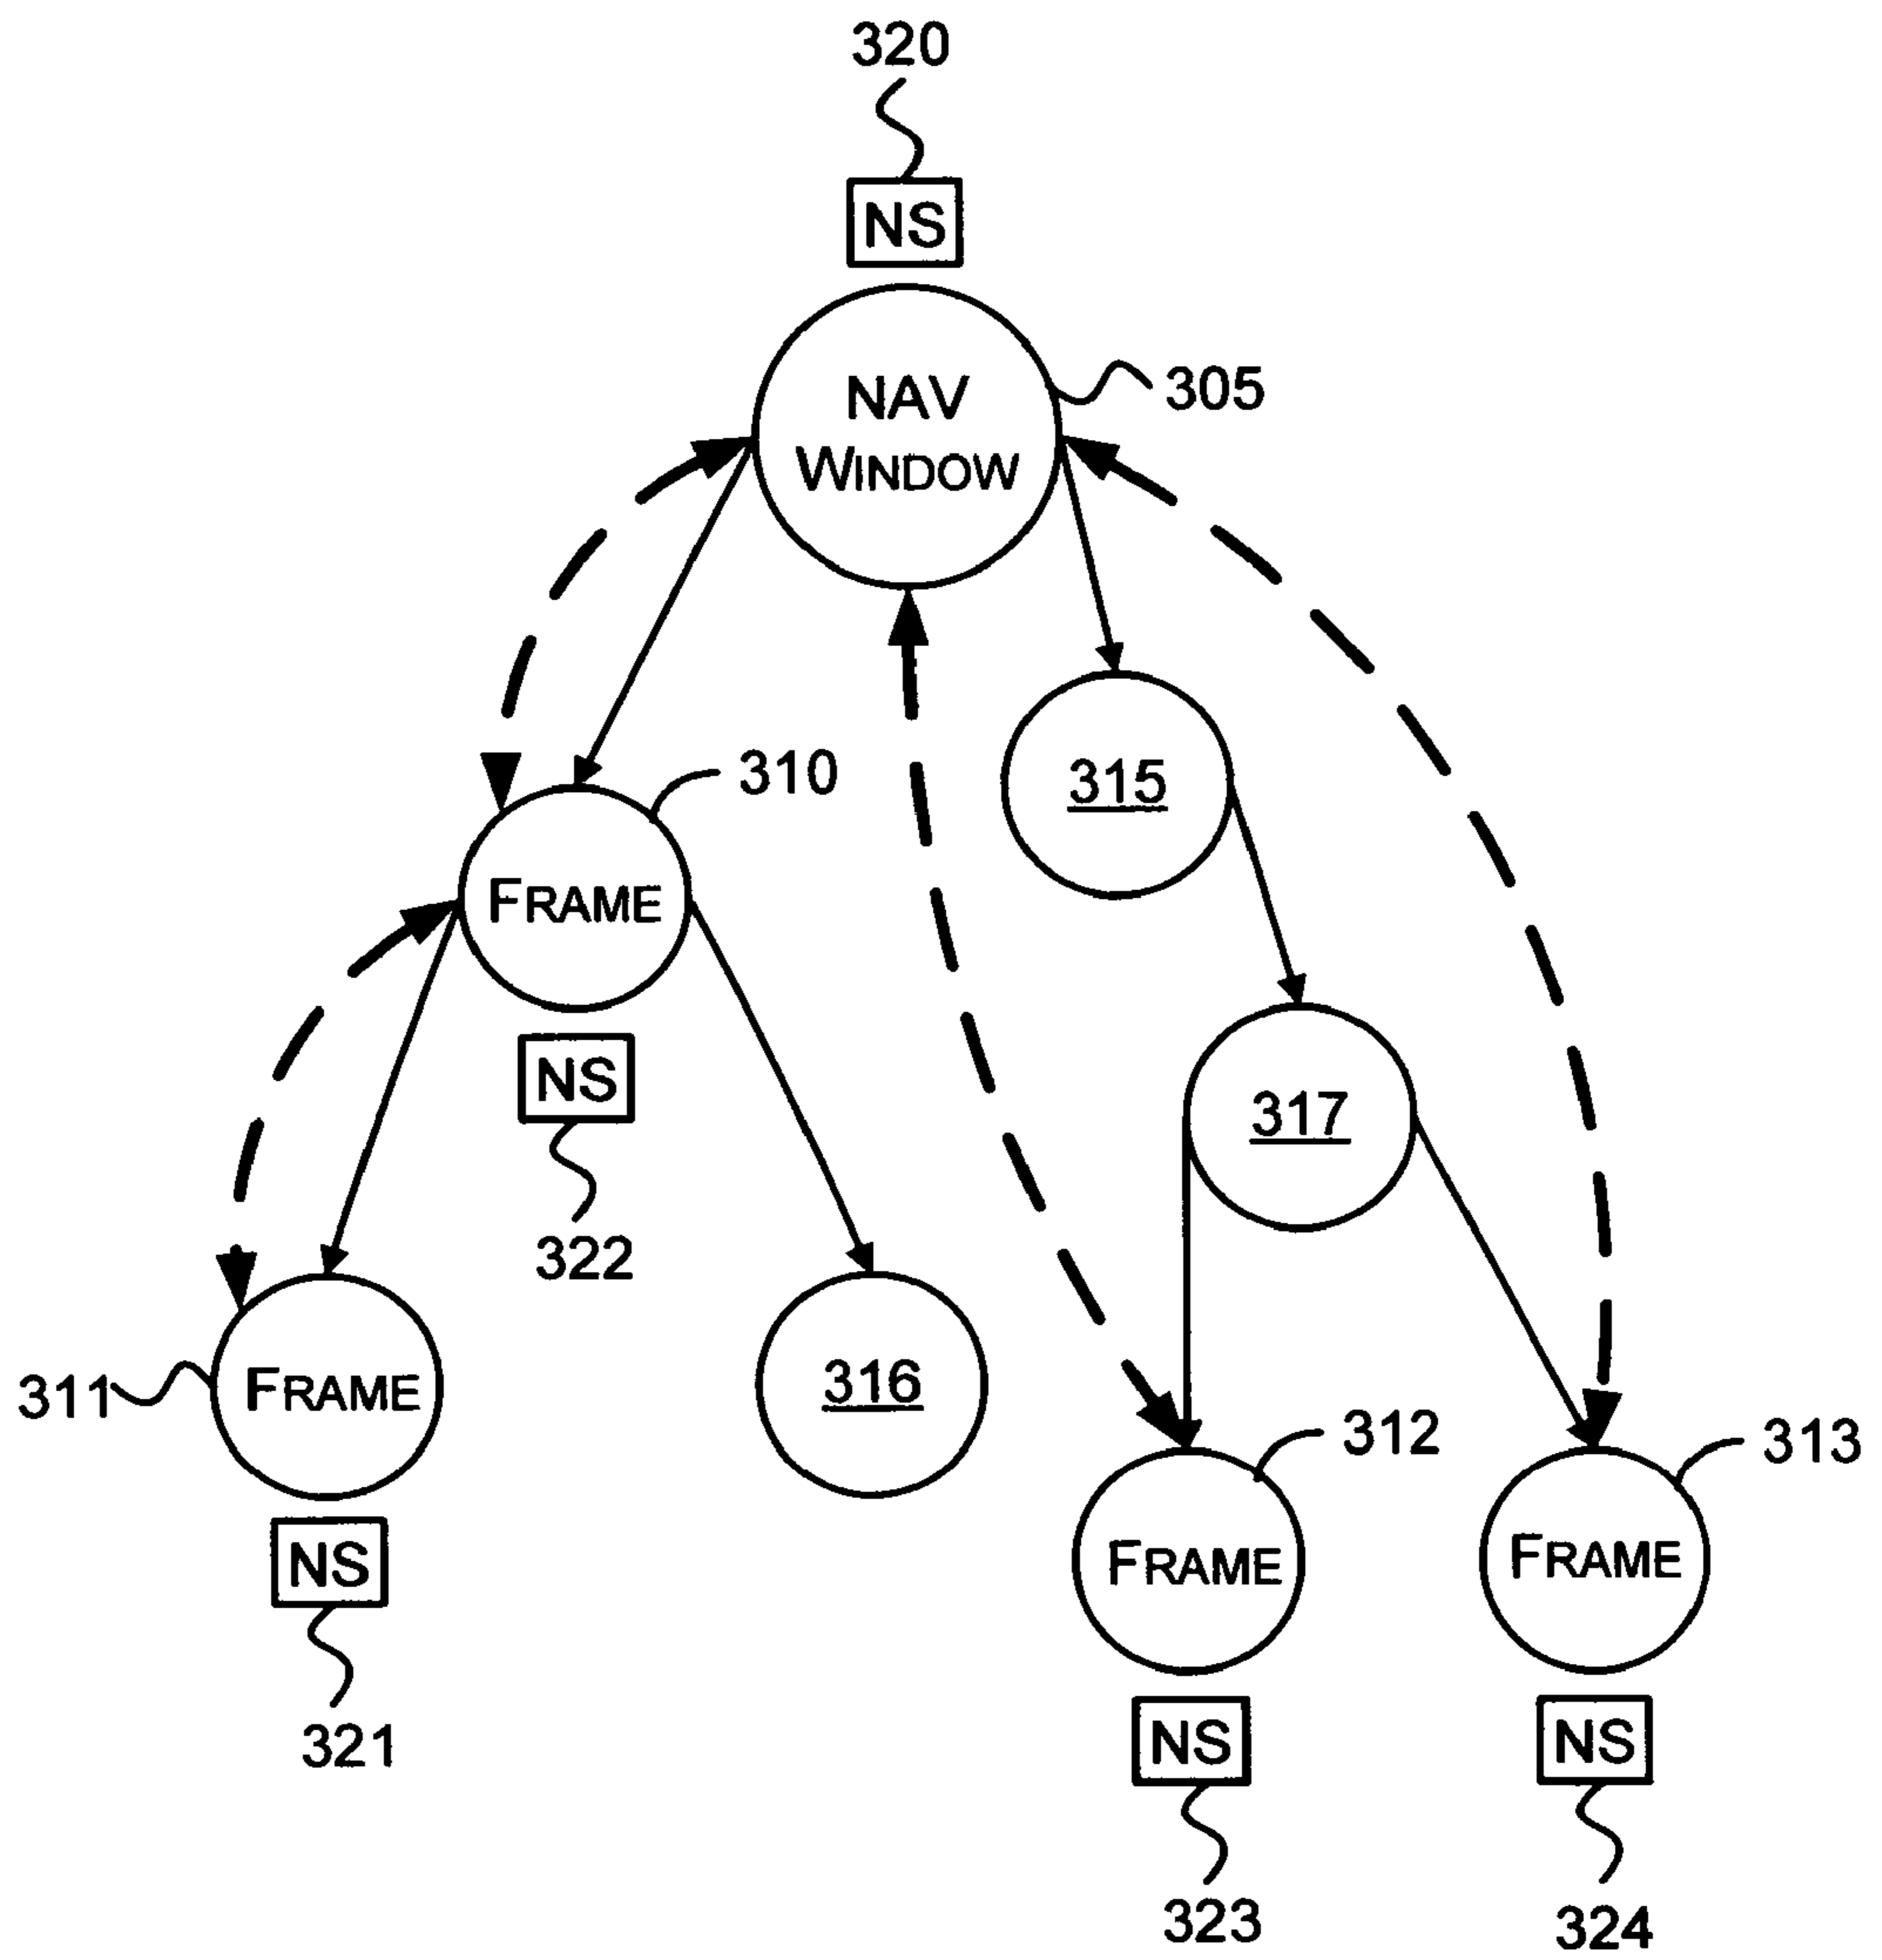 320
NS
NAV
WINDOW
305
310
315
FRAME
NS
317
322
311
FRAME
316
312
313
NS
FRAME
FRAME
321
NS
NS
323
324